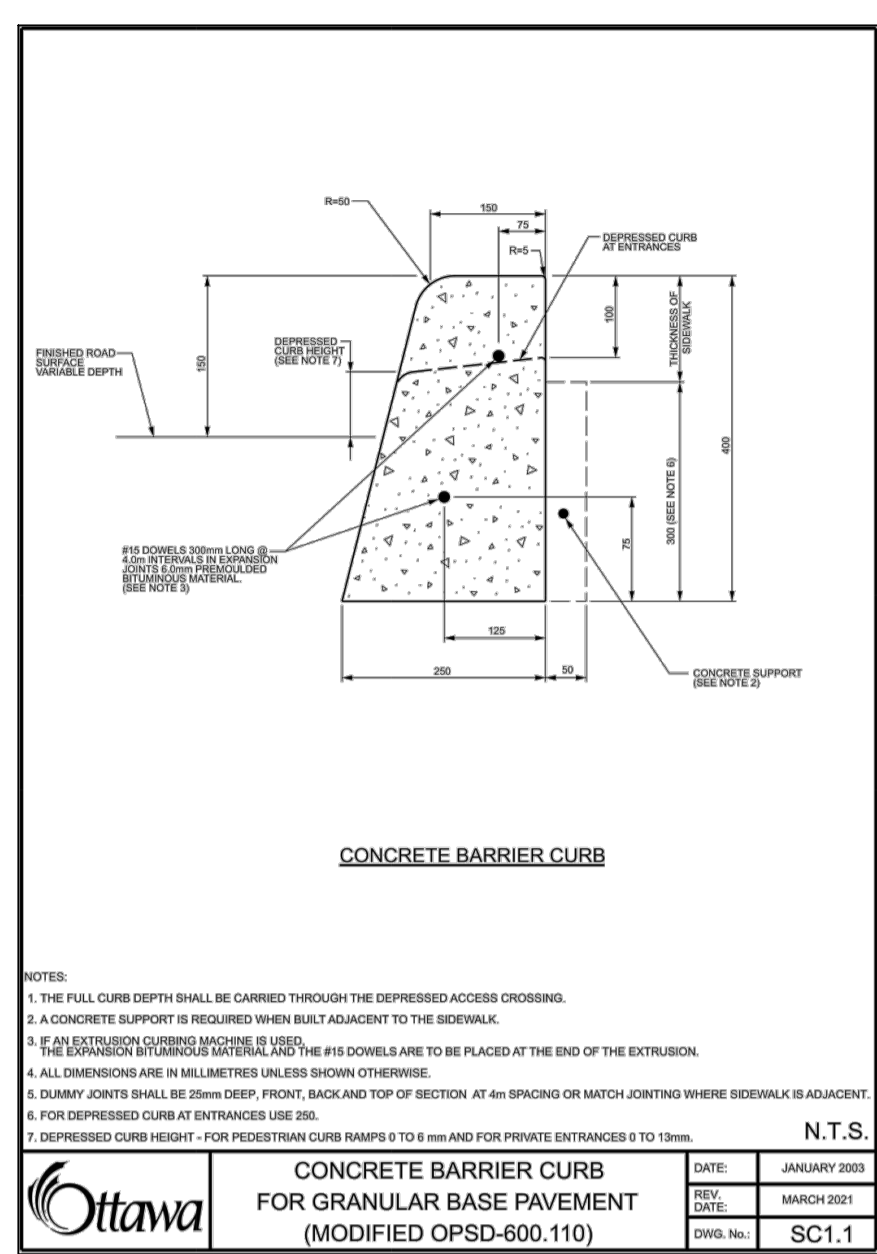 R=50
150
75
R=5
DEPRESSED CURB
AT ENTRANCES
100
THICKNESS OF
SIDEWALK
150
FINISHED ROAD
SURFACE
VARIABLE DEPTH
DEPRESSED
CURB HEIGHT
(SEE NOTE 7)
400
300 (SEE NOTE 6)
75
#15 DOWELS 300mm LONG @
4.0m INTERVALS IN EXPANSION
JOINTS 6.0mm PREMOULDED
BITUMINOUS MATERIAL.
(SEE NOTE 3)
125
250
50
CONCRETE SUPPORT
(SEE NOTE 2)
CONCRETE BARRIER CURB
NOTES:
1. THE FULL CURB DEPTH SHALL BE CARRIED THROUGH THE DEPRESSED ACCESS CROSSING.
2. A CONCRETE SUPPORT IS REQUIRED WHEN BUILT ADJACENT TO THE SIDEWALK.
3. IF AN EXTRUSION CURBING MACHINE IS USED,
THE EXPANSION BITUMINOUS MATERIAL AND THE #15 DOWELS ARE TO BE PLACED AT THE END OF THE EXTRUSION.
4. ALL DIMENSIONS ARE IN MILLIMETRES UNLESS SHOWN OTHERWISE.
5. DUMMY JOINTS SHALL BE 25mm DEEP, FRONT, BACK AND TOP OF SECTION AT 4m SPACING OR MATCH JOINTING WHERE SIDEWALK IS ADJACENT.
6. FOR DEPRESSED CURB AT ENTRANCES USE 250.
7. DEPRESSED CURB HEIGHT - FOR PEDESTRIAN CURB RAMPS 0 TO 6 mm AND FOR PRIVATE ENTRANCES 0 TO 13mm.
N.T.S.
Ottawa
CONCRETE BARRIER CURB
FOR GRANULAR BASE PAVEMENT
(MODIFIED OPSD-600.110)
DATE: JANUARY 2003
REV.
DATE: MARCH 2021
DWG. No.: SC1.1